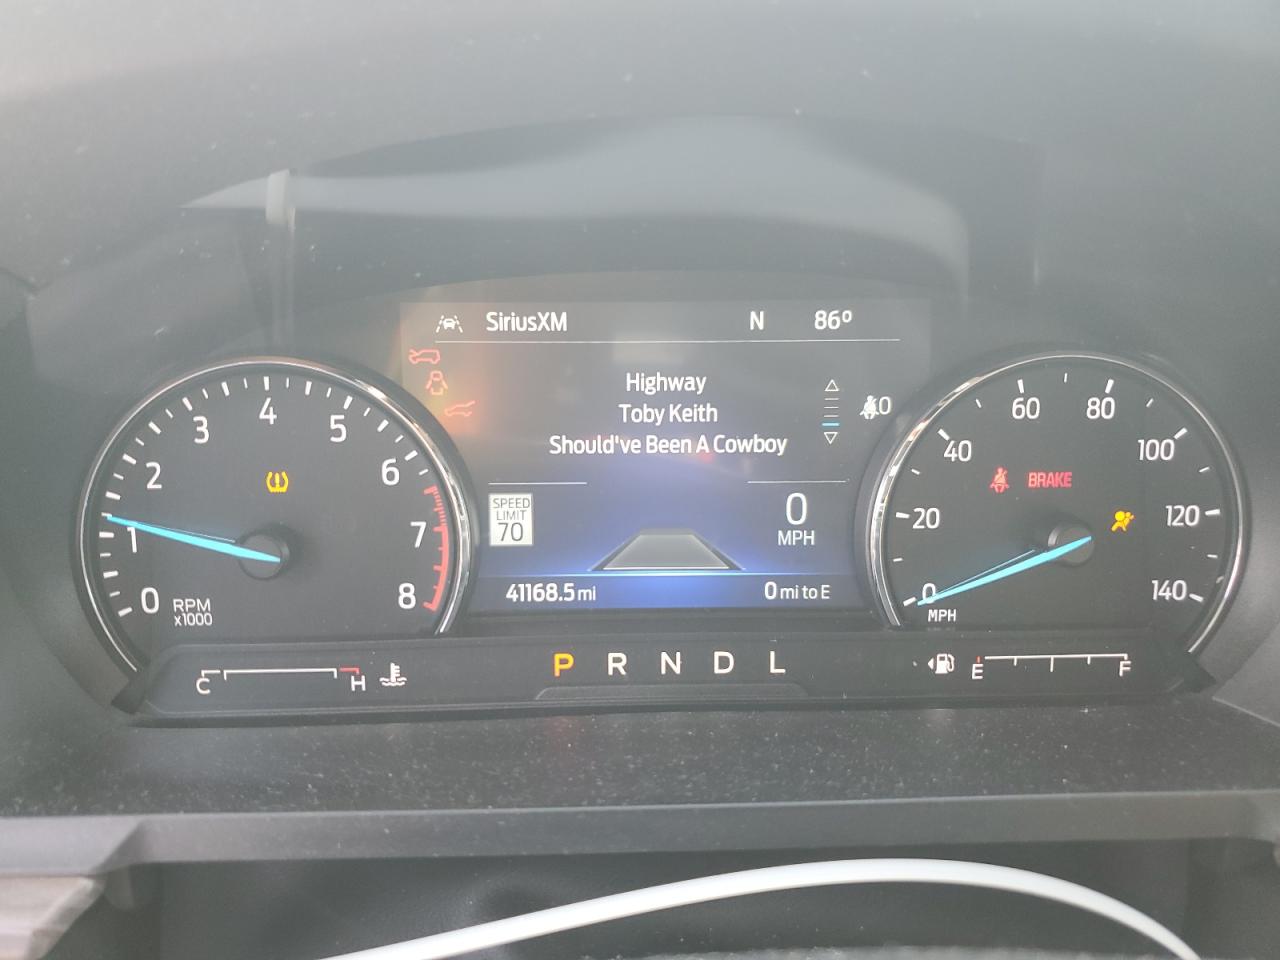 SiriusXM N 86°
Highway
Toby Keith
Should've Been A Cowboy
SPEED
LIMIT
70
0
MPH
41168.5 mi
0 mi to E
0
1
2
3
4
5
6
7
8
RPM
x1000
0
20
40
60
80
100
120
140
MPH
BRAKE
C H
P R N D L
E F